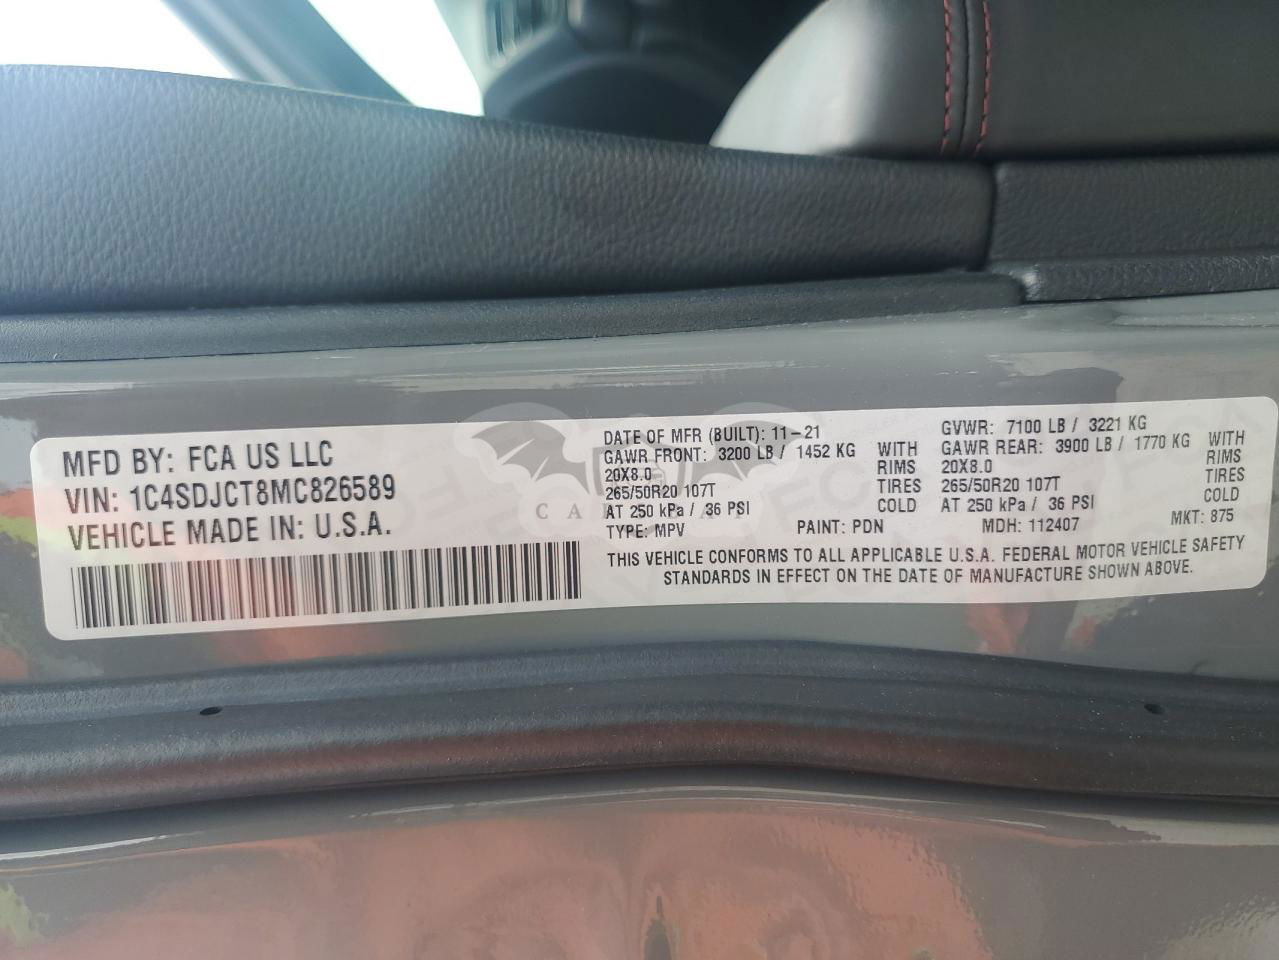 MFD BY: FCA US LLC
VIN: 1C4SDJCT8MC826589
VEHICLE MADE IN: U.S.A.
DATE OF MFR (BUILT): 11-21
GAWR FRONT: 3200 LB / 1452 KG WITH
20X8.0 RIMS
265/50R20 107T TIRES
AT 250 kPa / 36 PSI COLD
TYPE: MPV PAINT: PDN
GVWR: 7100 LB / 3221 KG
GAWR REAR: 3900 LB / 1770 KG WITH
20X8.0 RIMS
265/50R20 107T TIRES
AT 250 kPa / 36 PSI COLD
MDH: 112407 MKT: 875
THIS VEHICLE CONFORMS TO ALL APPLICABLE U.S.A. FEDERAL MOTOR VEHICLE SAFETY
STANDARDS IN EFFECT ON THE DATE OF MANUFACTURE SHOWN ABOVE.